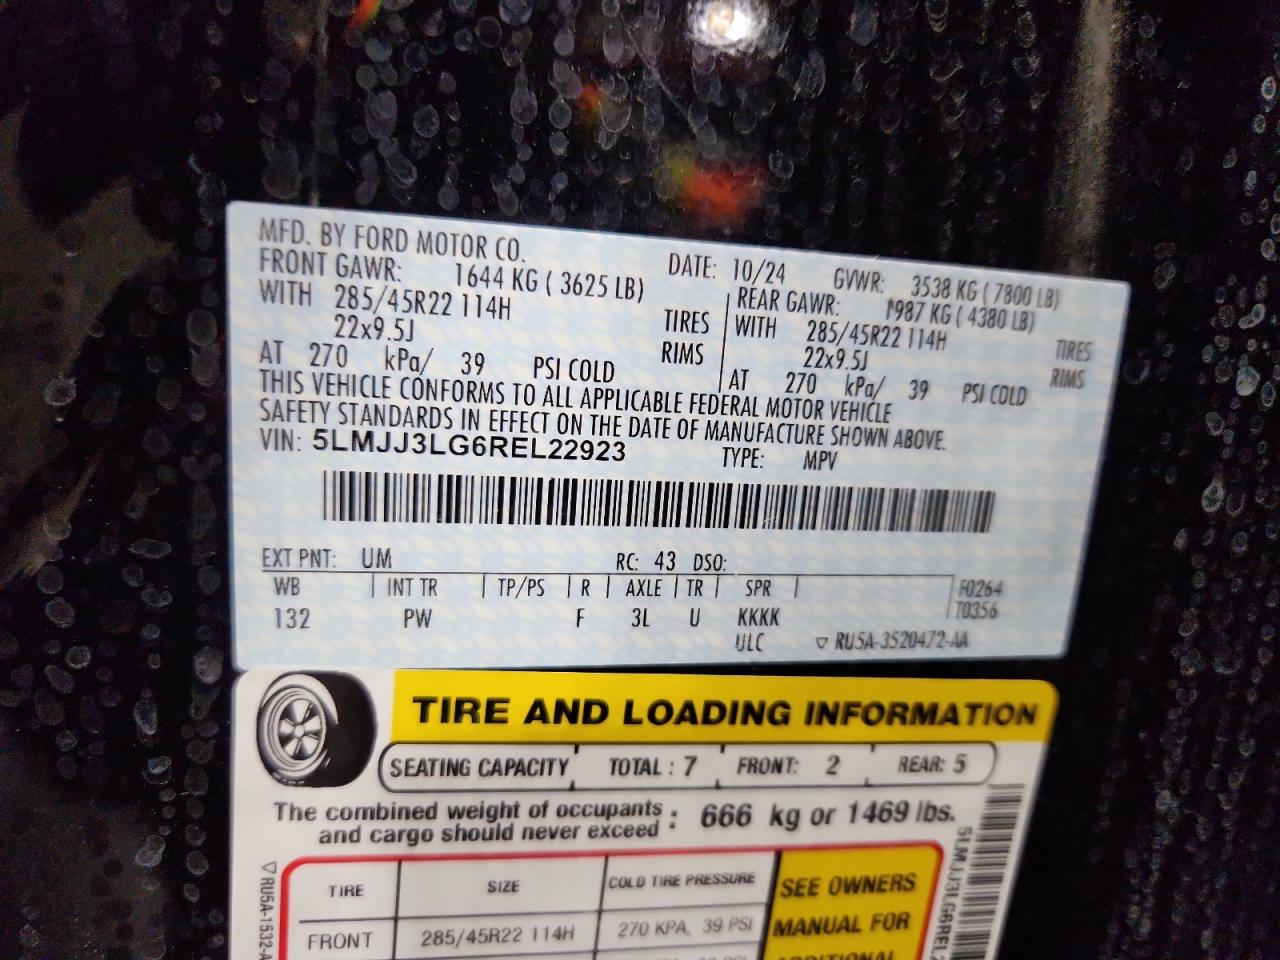 MFD. BY FORD MOTOR CO.
DATE: 10/24 GVWR: 3538 KG ( 7800 LB)
FRONT GAWR: 1644 KG ( 3625 LB)
REAR GAWR: 1987 KG ( 4380 LB)
WITH 285/45R22 114H TIRES
WITH 285/45R22 114H TIRES
22x9.5J RIMS
22x9.5J RIMS
AT 270 kPa/ 39 PSI COLD
AT 270 kPa/ 39 PSI COLD
THIS VEHICLE CONFORMS TO ALL APPLICABLE FEDERAL MOTOR VEHICLE
SAFETY STANDARDS IN EFFECT ON THE DATE OF MANUFACTURE SHOWN ABOVE.
VIN: 5LMJJ3LG6REL22923 TYPE: MPV
EXT PNT: UM RC: 43 DSO:
WB INT TR TP/PS R AXLE TR SPR F0264
132 PW F 3L U KKKK T0356
ULC RU5A-3520472-AA
TIRE AND LOADING INFORMATION
SEATING CAPACITY TOTAL : 7 FRONT: 2 REAR: 5
The combined weight of occupants : 666 kg or 1469 lbs.
and cargo should never exceed
TIRE SIZE COLD TIRE PRESSURE
FRONT 285/45R22 114H 270 KPA, 39 PSI
SEE OWNERS
MANUAL FOR
RU5A-1532-A
5LMJJ3LG6REL